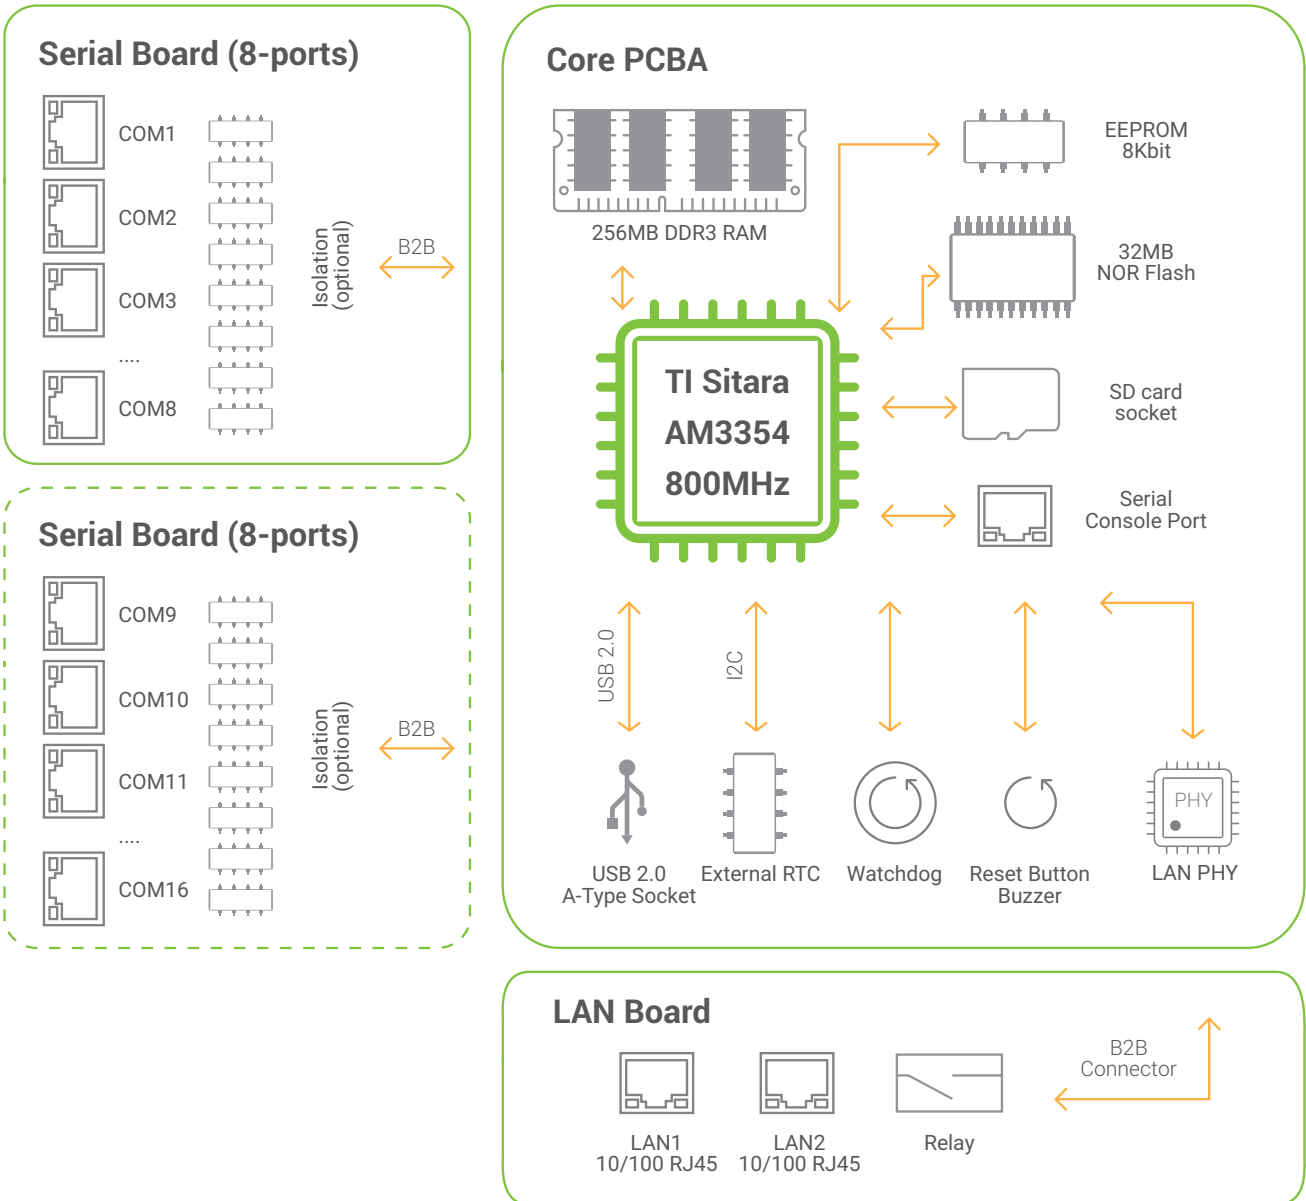 Serial Board (8-ports)
COM1
COM2
COM3
....
COM8
Isolation
(optional)
B2B
Serial Board (8-ports)
COM9
COM10
COM11
....
COM16
Isolation
(optional)
B2B
Core PCBA
256MB DDR3 RAM
EEPROM
8Kbit
32MB
NOR Flash
TI Sitara
AM3354
800MHz
SD card
socket
Serial
Console Port
USB 2.0
I2C
PHY
USB 2.0
A-Type Socket
External RTC
Watchdog
Reset Button
Buzzer
LAN PHY
LAN Board
B2B
Connector
LAN1
10/100 RJ45
LAN2
10/100 RJ45
Relay